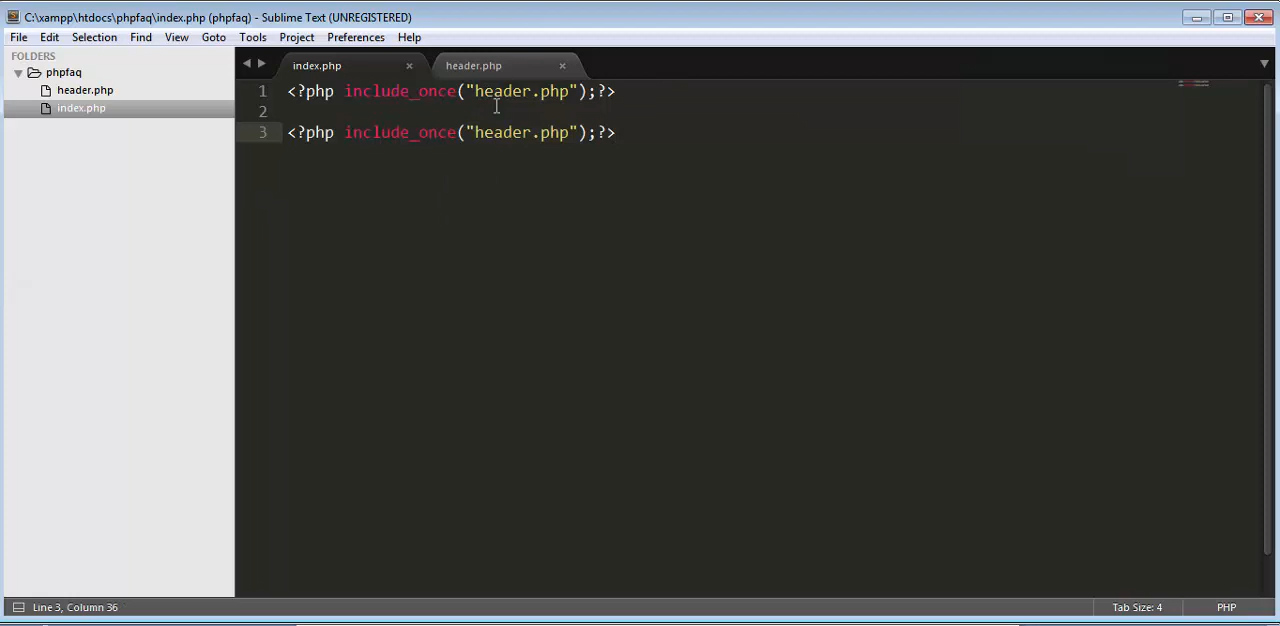 C:\xampp\htdocs\phpfaq\index.php (phpfaq) - Sublime Text (UNREGISTERED)
File Edit Selection Find View Goto Tools Project Preferences Help
FOLDERS
phpfaq
header.php
index.php
index.php × header.php ×
1 <?php include_once("header.php");?>
2
3 <?php include_once("header.php");?>
Line 3, Column 36 Tab Size: 4 PHP